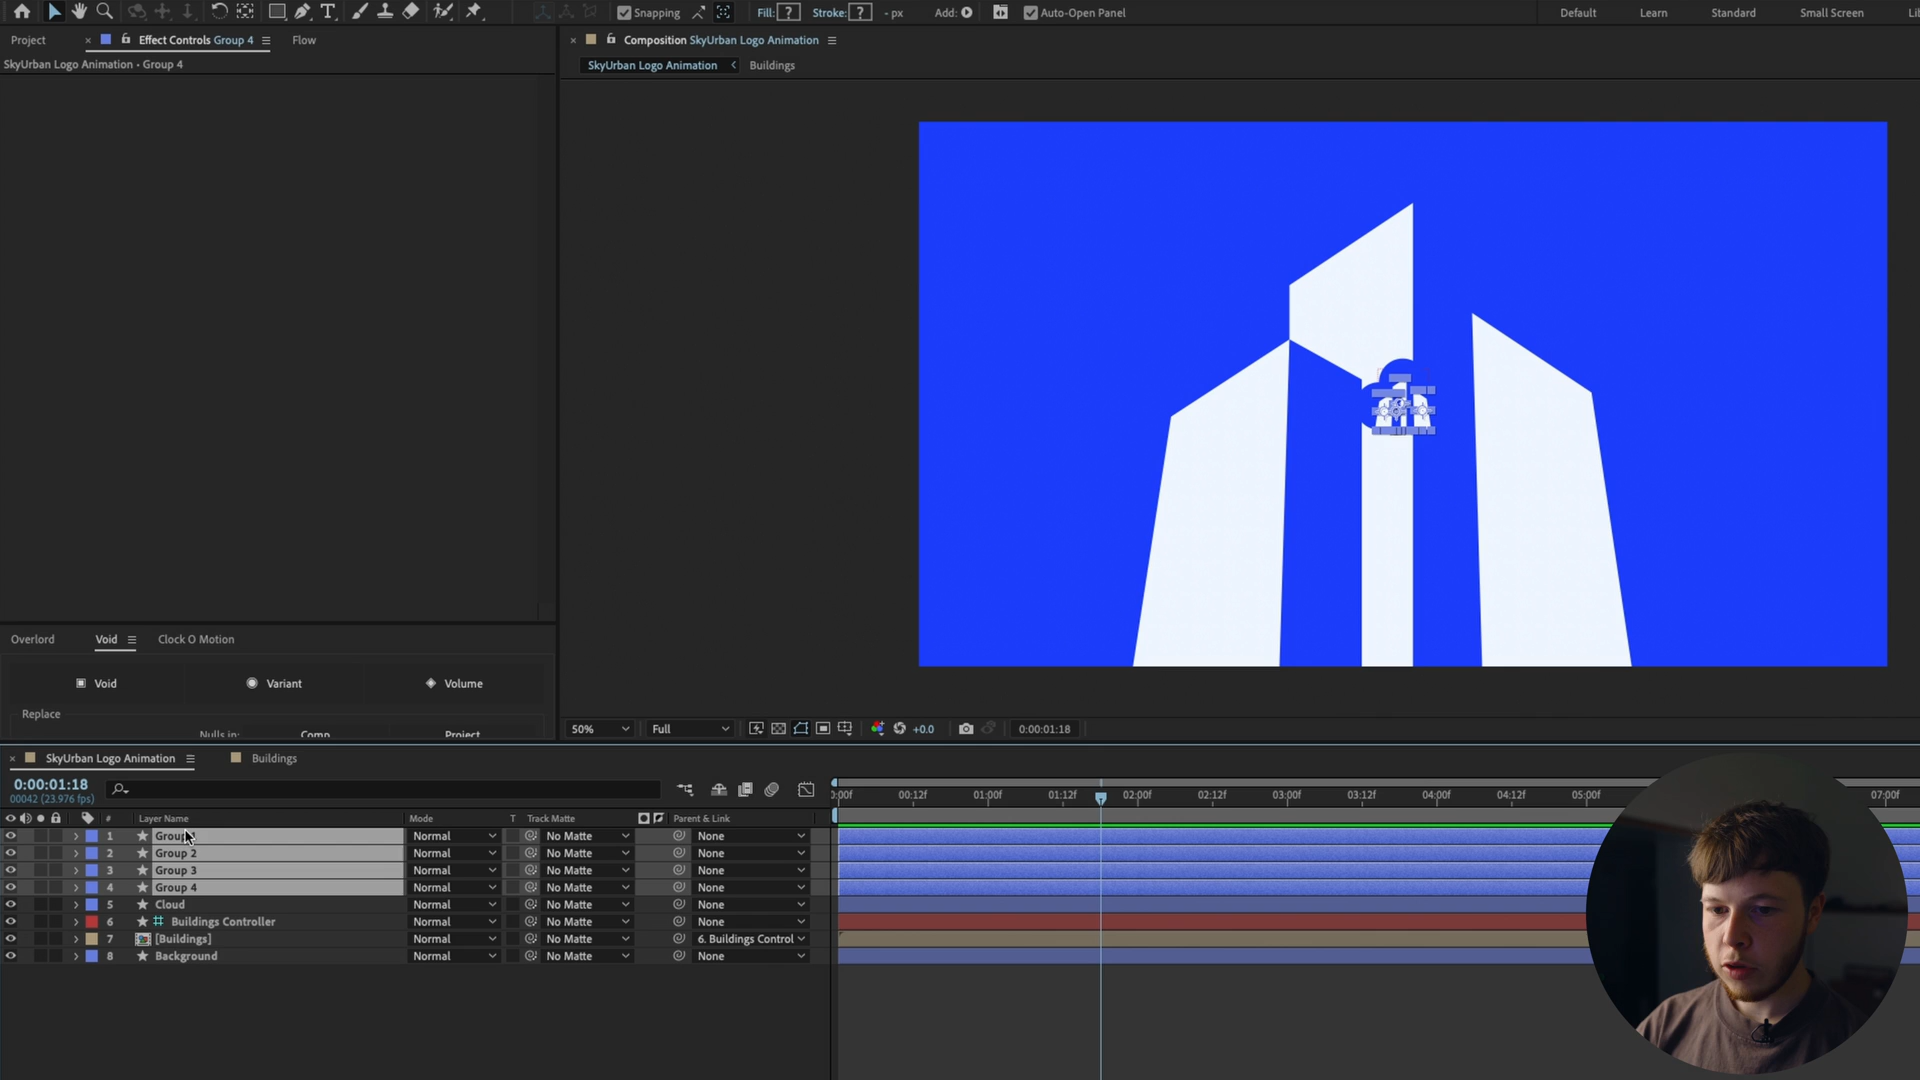 Snapping
Fill: ?
Stroke: ?
- px
Add:
Auto-Open Panel
Default
Learn
Standard
Small Screen
Project
Effect Controls Group 4
Flow
Composition SkyUrban Logo Animation
SkyUrban Logo Animation • Group 4
SkyUrban Logo Animation
Buildings
Overlord
Void
Clock O Motion
Void
Variant
Volume
Replace
Nulls in:
Comp
Project
50%
Full
+0.0
0:00:01:18
SkyUrban Logo Animation
Buildings
0:00:01:18
00042 (23.976 fps)
:00f 00:12f 01:00f 01:12f 02:00f 02:12f 03:00f 03:12f 04:00f 04:12f 05:00f 07:00f
# Layer Name Mode T Track Matte Parent & Link
1 Group Normal No Matte None
2 Group 2 Normal No Matte None
3 Group 3 Normal No Matte None
4 Group 4 Normal No Matte None
5 Cloud Normal No Matte None
6 Buildings Controller Normal No Matte None
7 [Buildings] Normal No Matte 6. Buildings Control
8 Background Normal No Matte None